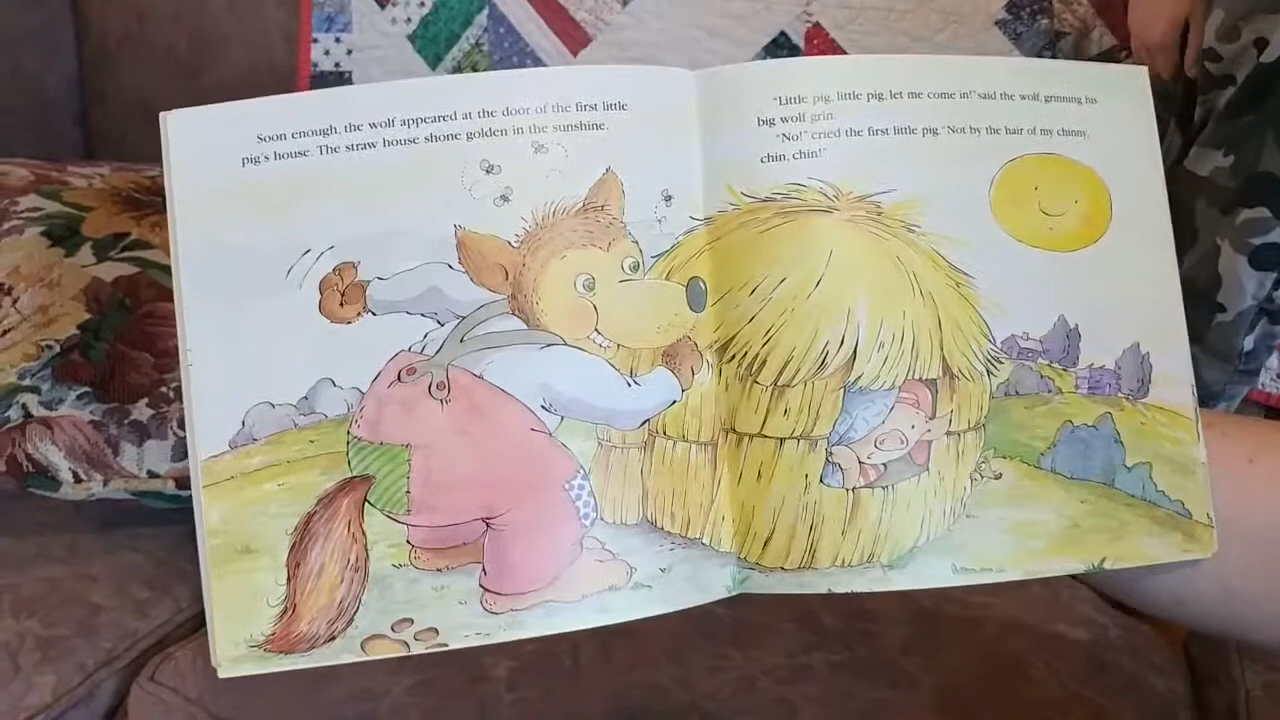 Soon enough, the wolf appeared at the door of the first little
pig's house. The straw house shone golden in the sunshine.
"Little pig, little pig, let me come in!" said the wolf, grinning his
big wolf grin.
"No!" cried the first little pig. "Not by the hair of my chinny,
chin, chin!"